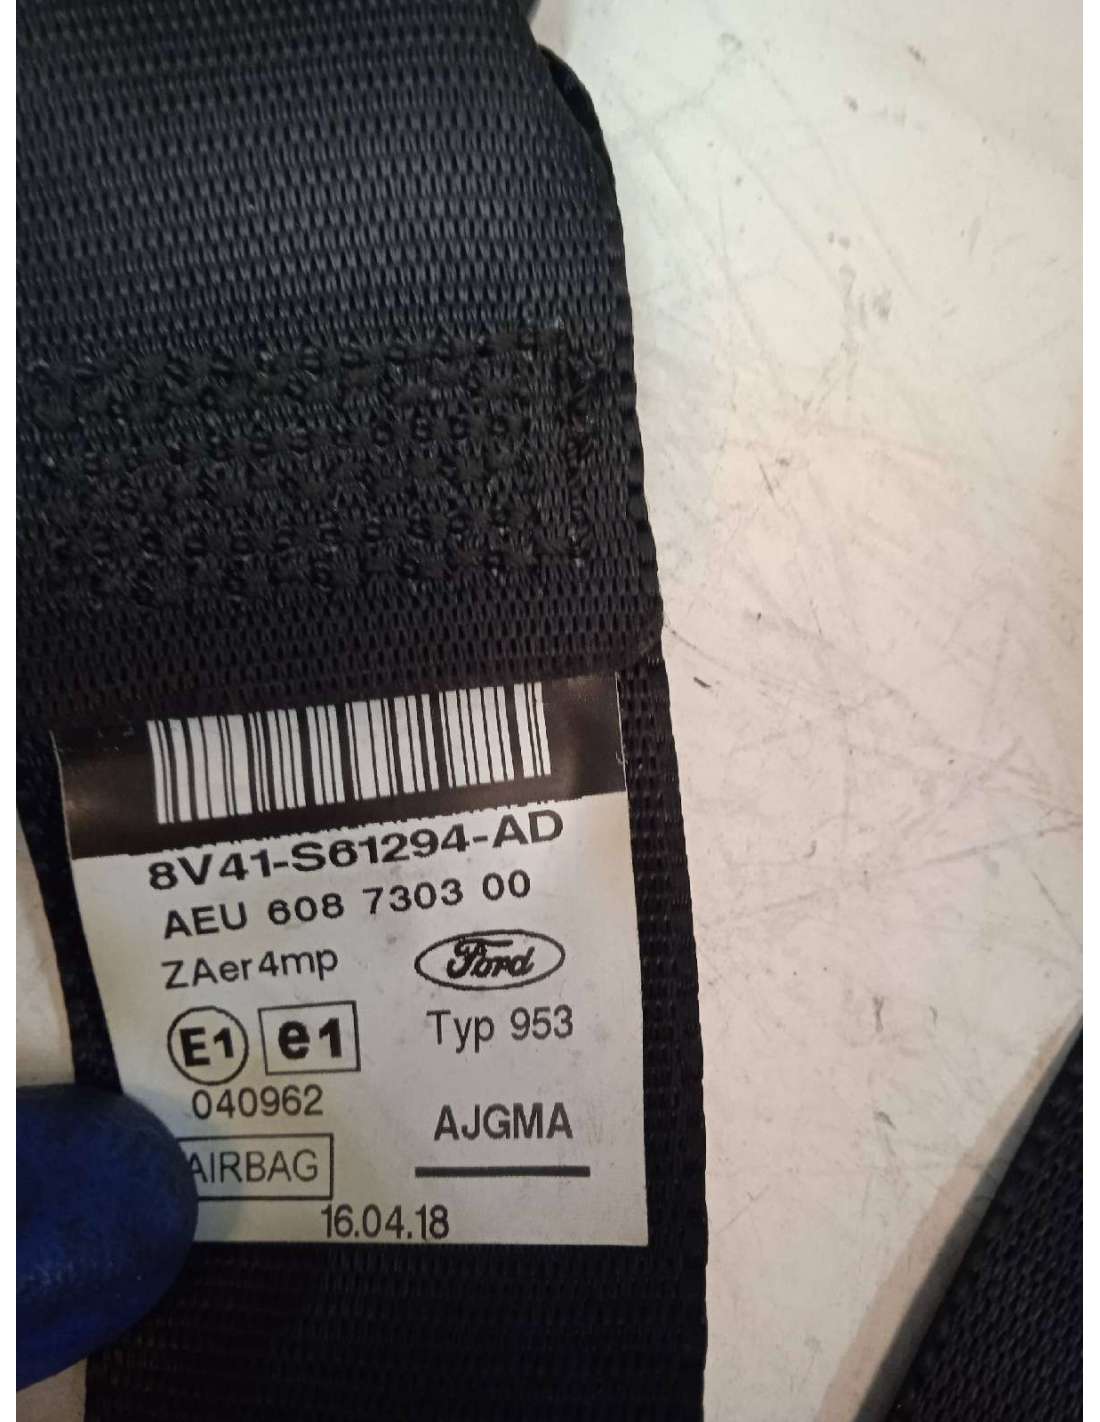 8V41-S61294-AD
AEU 608 7303 00
ZAer4mp
Ford
E1 e1
Typ 953
040962
AJGMA
AIRBAG
16.04.18